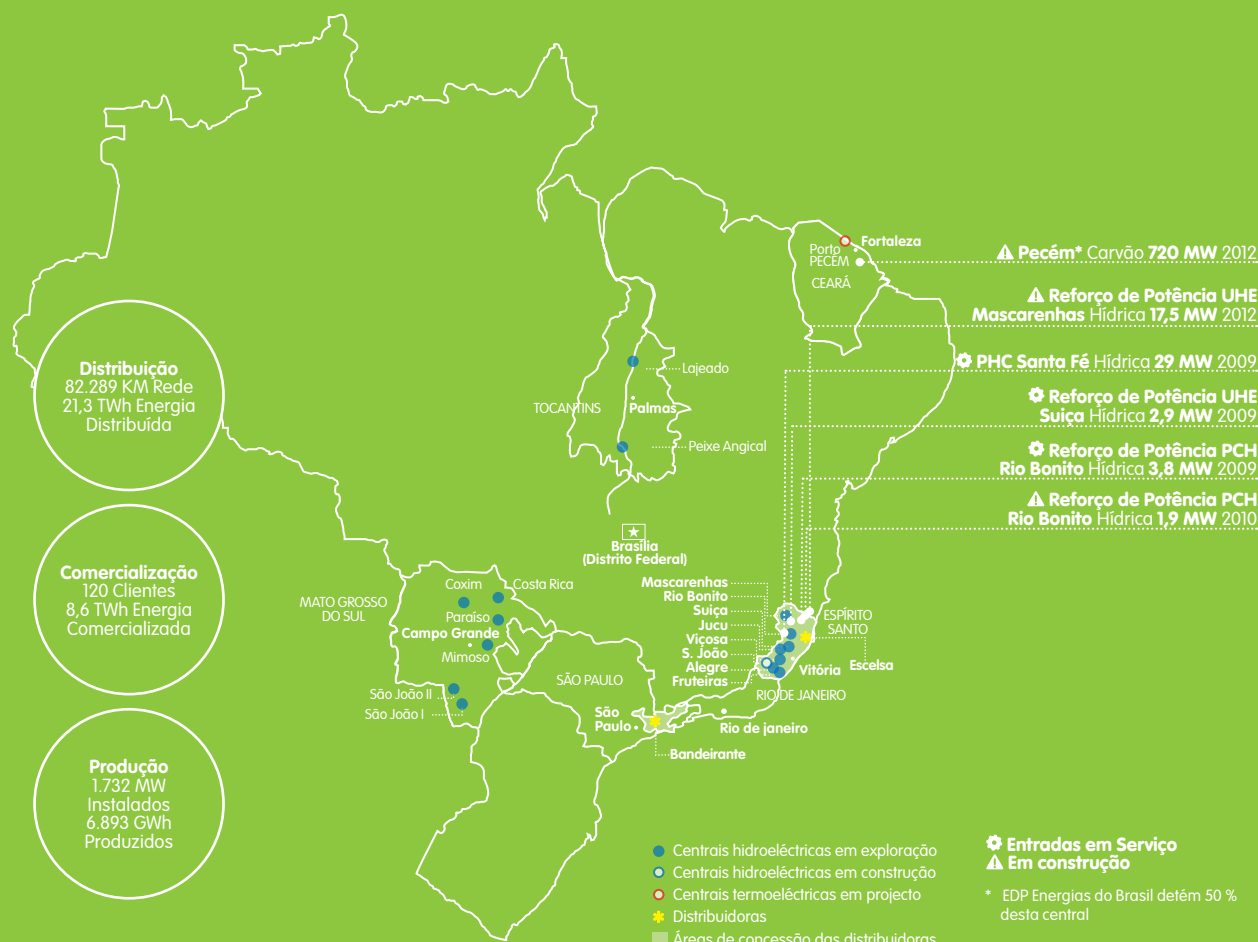 Distribuição
82.289 KM Rede
21,3 TWh Energia
Distribuída
Comercialização
120 Clientes
8,6 TWh Energia
Comercializada
Produção
1.732 MW
Instalados
6.893 GWh
Produzidos
Fortaleza
Porto
PECÉM
CEARÁ
Lajeado
TOCANTINS
Palmas
Peixe Angical
Brasília
(Distrito Federal)
MATO GROSSO
DO SUL
Coxim
Costa Rica
Paraíso
Campo Grande
Mimoso
São João II
São João I
SÃO PAULO
São
Paulo
Bandeirante
Mascarenhas
Rio Bonito
Suiça
Jucu
Viçosa
S. João
Alegre
Fruteiras
ESPÍRITO
SANTO
Escelsa
Vitória
RIO DE JANEIRO
Rio de janeiro
Pecém* Carvão 720 MW 2012
Reforço de Potência UHE
Mascarenhas Hídrica 17,5 MW 2012
PHC Santa Fé Hídrica 29 MW 2009
Reforço de Potência UHE
Suiça Hídrica 2,9 MW 2009
Reforço de Potência PCH
Rio Bonito Hídrica 3,8 MW 2009
Reforço de Potência PCH
Rio Bonito Hídrica 1,9 MW 2010
Centrais hidroeléctricas em exploração
Centrais hidroeléctricas em construção
Centrais termoeléctricas em projecto
Distribuidoras
Áreas de concessão das distribuidoras
Entradas em Serviço
Em construção
* EDP Energias do Brasil detém 50 %
desta central